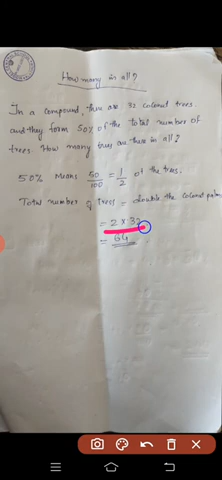 How many in all?
In a compound, there are 32 coconut trees.
and they form 50% of the total number of
trees. How many trees are there in all?
50% Means 50/100 = 1/2 of the trees.
Total number of tress = double the coconut palms
= 2 × 32
= 64